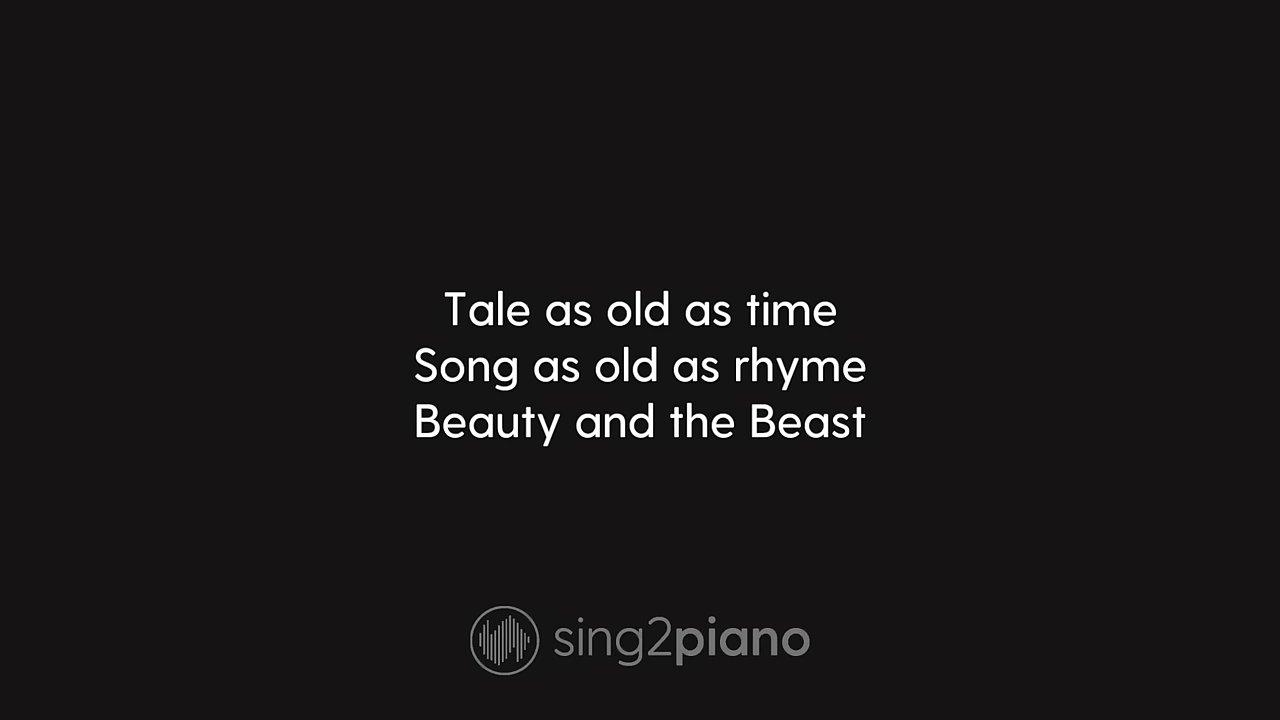 Tale as old as time
Song as old as rhyme
Beauty and the Beast
sing2piano